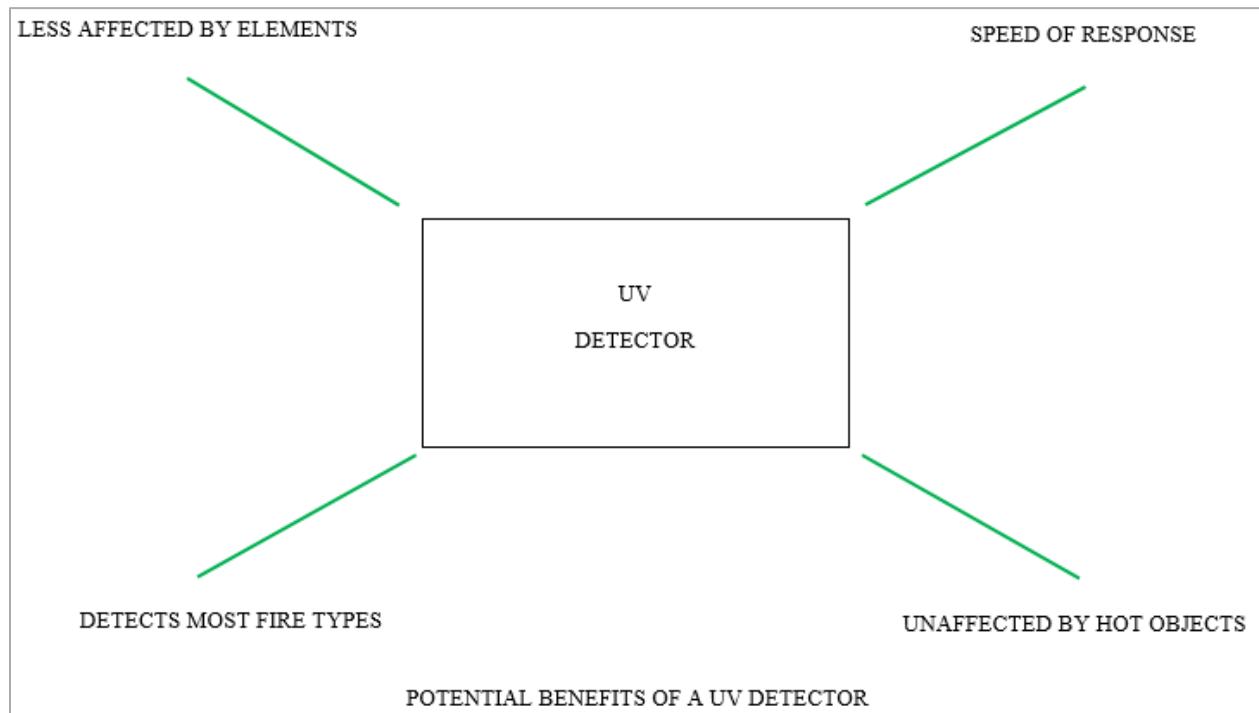 LESS AFFECTED BY ELEMENTS
SPEED OF RESPONSE
UV
DETECTOR
DETECTS MOST FIRE TYPES
UNAFFECTED BY HOT OBJECTS
POTENTIAL BENEFITS OF A UV DETECTOR